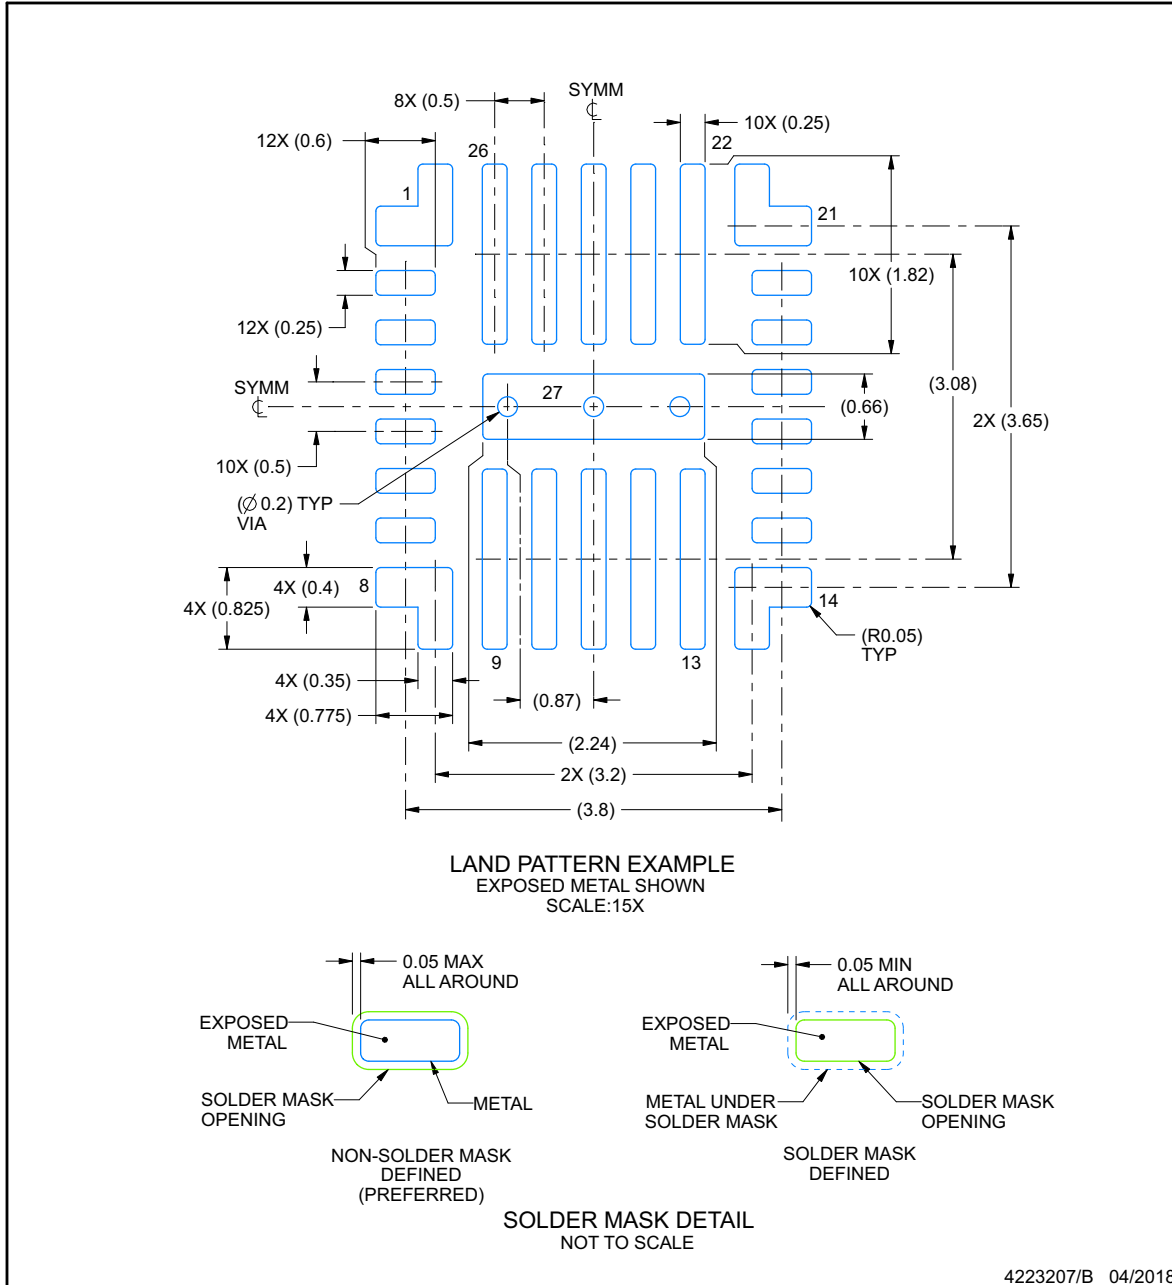 SYMM
℄
8X (0.5)
10X (0.25)
12X (0.6)
26
22
1
21
10X (1.82)
12X (0.25)
(3.08)
SYMM
℄
27
(0.66)
2X (3.65)
10X (0.5)
(Ø 0.2) TYP
VIA
4X (0.4)
8
14
4X (0.825)
(R0.05)
TYP
9
13
4X (0.35)
(0.87)
4X (0.775)
(2.24)
2X (3.2)
(3.8)
LAND PATTERN EXAMPLE
EXPOSED METAL SHOWN
SCALE:15X
0.05 MAX
ALL AROUND
EXPOSED
METAL
SOLDER MASK
OPENING
METAL
NON-SOLDER MASK
DEFINED
(PREFERRED)
0.05 MIN
ALL AROUND
EXPOSED
METAL
METAL UNDER
SOLDER MASK
SOLDER MASK
OPENING
SOLDER MASK
DEFINED
SOLDER MASK DETAIL
NOT TO SCALE
4223207/B 04/2018